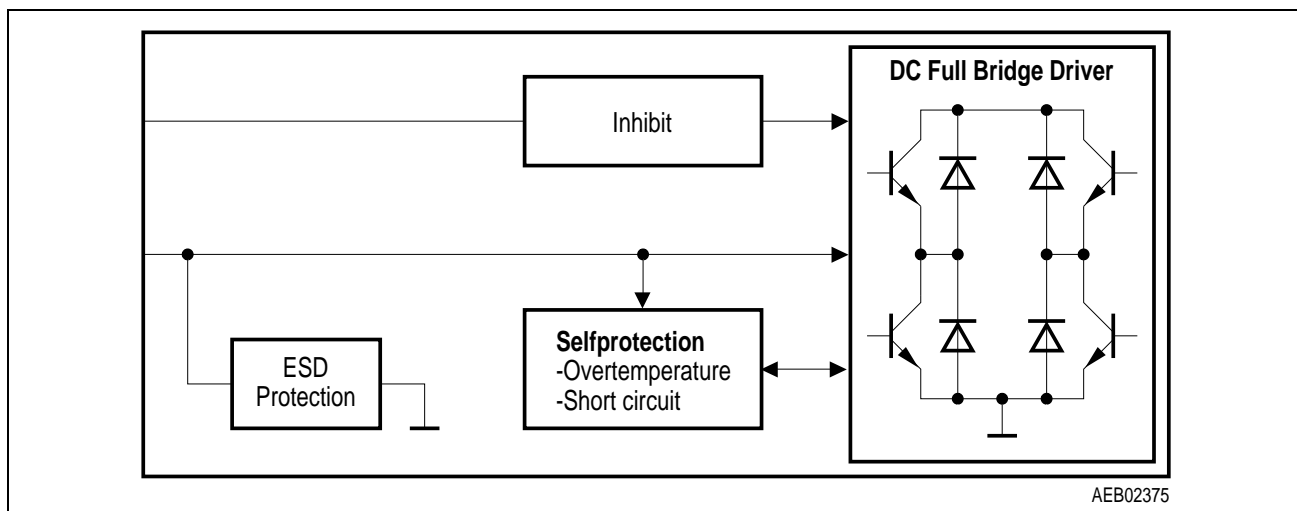 DC Full Bridge Driver
Inhibit
Selfprotection
-Overtemperature
-Short circuit
ESD
Protection
AEB02375